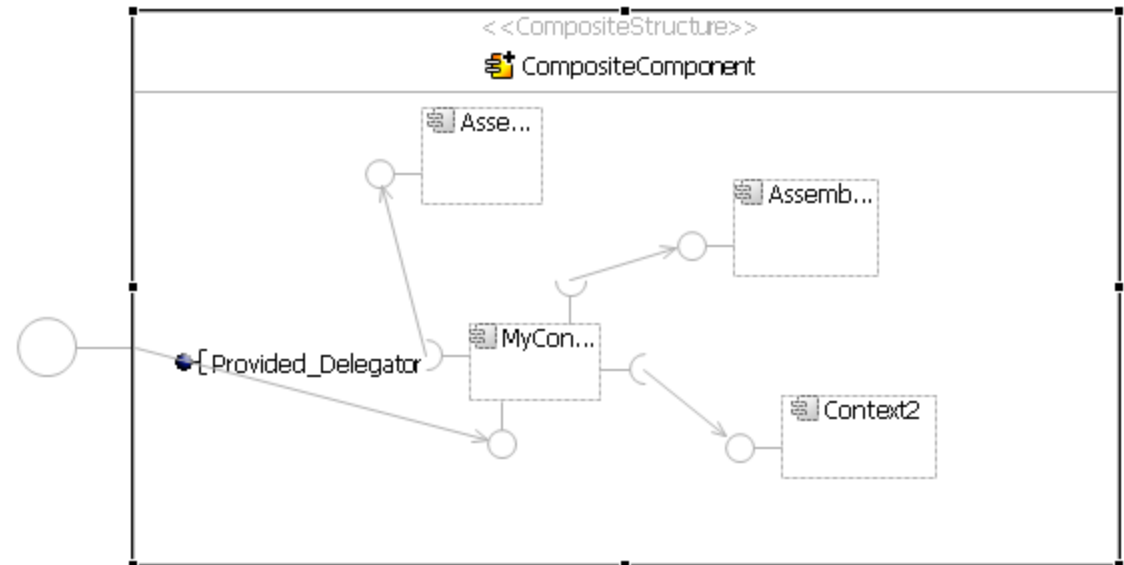 <<CompositeStructure>>
CompositeComponent
Asse...
Assemb...
MyCon...
Provided_Delegator
Context2